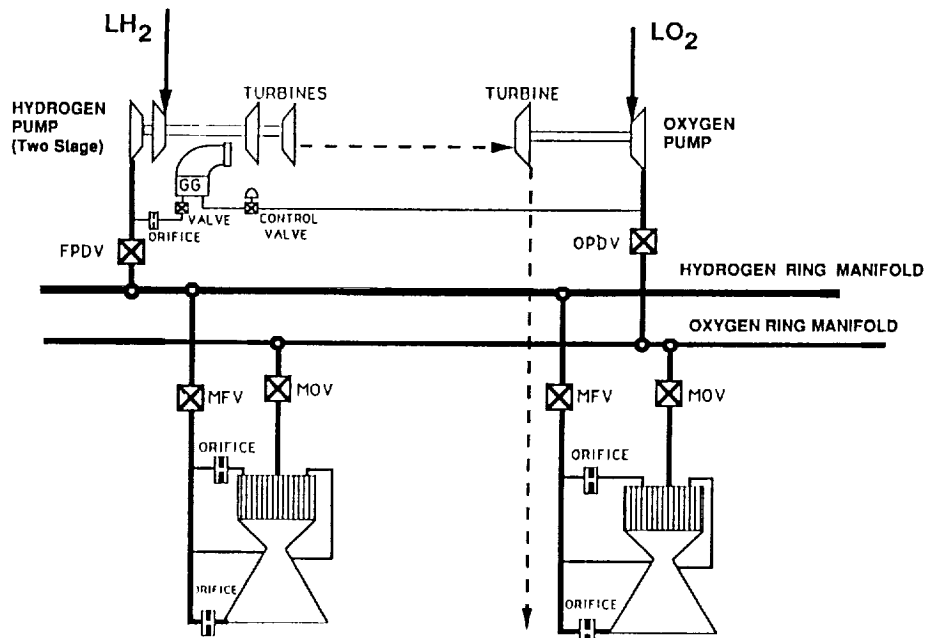 LH2
LO2
HYDROGEN
PUMP
(Two Stage)
TURBINES
TURBINE
OXYGEN
PUMP
GG
VALVE
CONTROL
VALVE
ORIFICE
FPDV
OPDV
HYDROGEN RING MANIFOLD
OXYGEN RING MANIFOLD
MFV
MOV
MFV
MOV
ORIFICE
ORIFICE
ORIFICE
ORIFICE